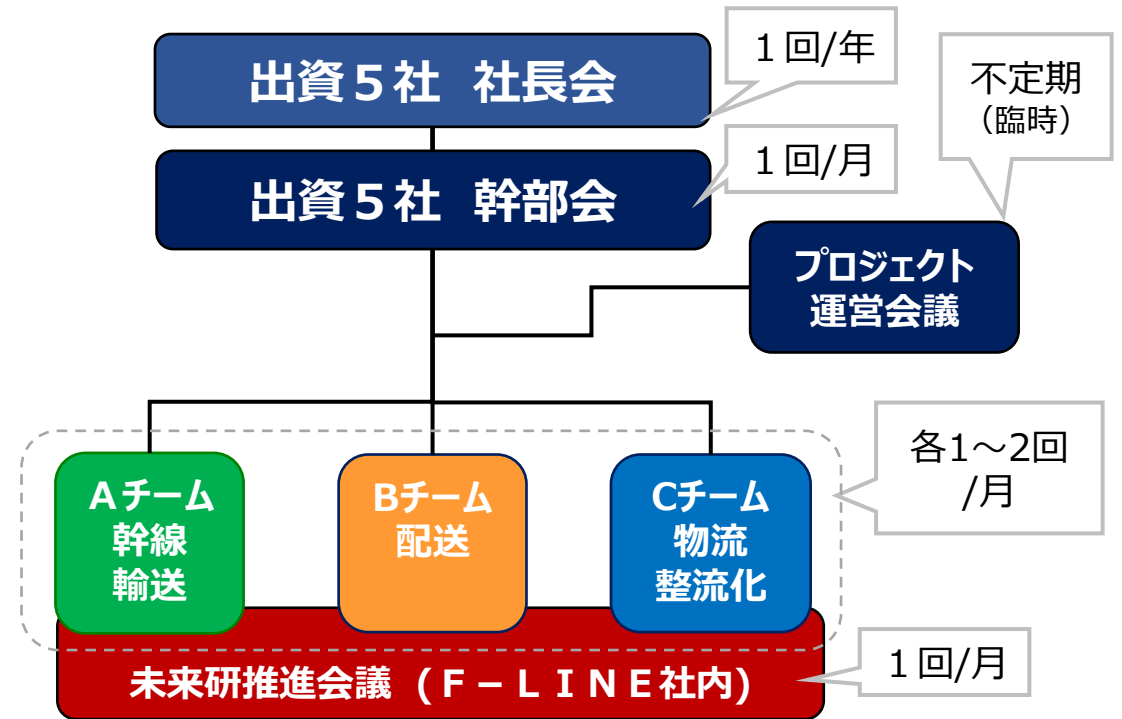 出資５社 社長会
１回/年
不定期
（臨時）
出資５社 幹部会
１回/月
プロジェクト
運営会議
各1～2回
/月
Ａチーム
幹線
輸送
Bチーム
配送
Cチーム
物流
整流化
未来研推進会議（Ｆ－ＬＩＮＥ社内)
１回/月